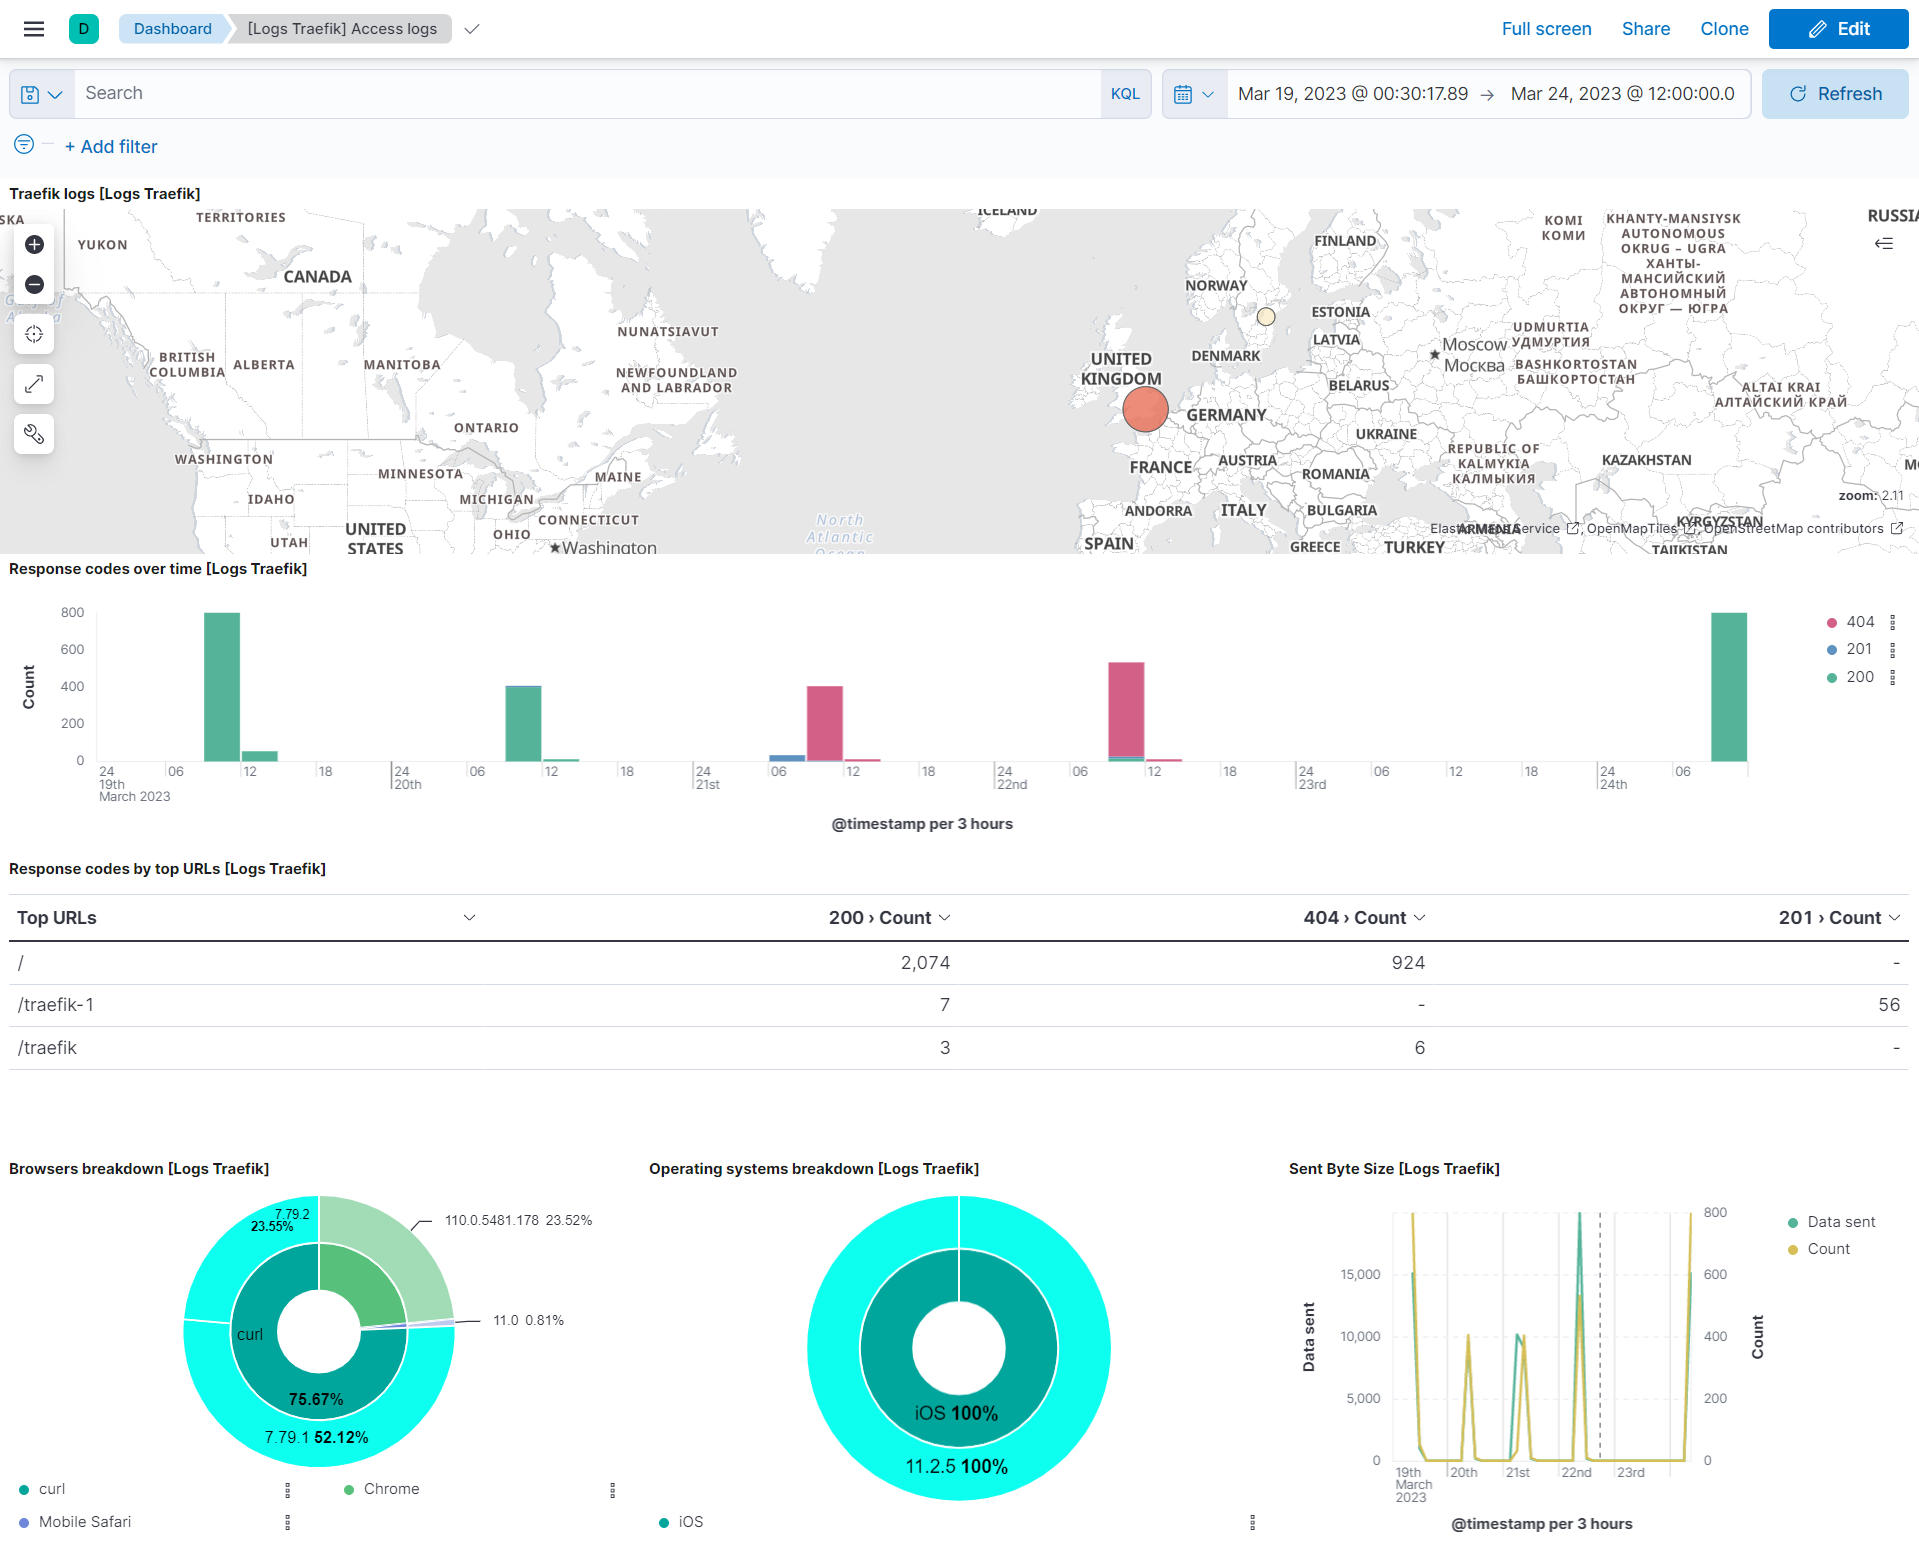 D Dashboard [Logs Traefik] Access logs Full screen Share Clone Edit
Search KQL Mar 19, 2023 @ 00:30:17.89 → Mar 24, 2023 @ 12:00:00.0 Refresh
+ Add filter
Traefik logs [Logs Traefik]
SKA
TERRITORIES
YUKON
CANADA
BRITISH
COLUMBIA
ALBERTA
MANITOBA
NUNATSIAVUT
NEWFOUNDLAND
AND LABRADOR
ONTARIO
WASHINGTON
MINNESOTA
MAINE
IDAHO
MICHIGAN
CONNECTICUT
UNITED
STATES
UTAH
OHIO
Washington
North
Atlantic
Ocean
ICELAND
FINLAND
NORWAY
ESTONIA
LATVIA
DENMARK
UNITED
KINGDOM
BELARUS
GERMANY
UKRAINE
FRANCE
AUSTRIA
ROMANIA
ANDORRA
ITALY
BULGARIA
SPAIN
GREECE
TURKEY
Moscow
Москва
KOMI
КОМИ
KHANTY-MANSIYSK
AUTONOMOUS
OKRUG – UGRA
ХАНТЫ-
МАНСИЙСКИЙ
АВТОНОМНЫЙ
ОКРУГ — ЮГРА
RUSSIA
UDMURTIA
УДМУРТИЯ
BASHKORTOSTAN
БАШКОРТОСТАН
ALTAI KRAI
АЛТАЙСКИЙ КРАЙ
REPUBLIC OF
KALMYKIA
КАЛМЫКИЯ
KAZAKHSTAN
zoom: 2.11
KYRGYZSTAN
ARMENIA
Elastic Maps Service , OpenMapTiles , OpenStreetMap contributors
TAJIKISTAN
Response codes over time [Logs Traefik]
Count
800
600
400
200
0
24 06 12 18 24 06 12 18 24 06 12 18 24 06 12 18 24 06 12 18 24 06
19th 20th 21st 22nd 23rd 24th
March 2023
@timestamp per 3 hours
404
201
200
Response codes by top URLs [Logs Traefik]
Top URLs 200 › Count 404 › Count 201 › Count
/ 2,074 924 -
/traefik-1 7 - 56
/traefik 3 6 -
Browsers breakdown [Logs Traefik]
7.79.2
23.55%
110.0.5481.178 23.52%
11.0 0.81%
curl
75.67%
7.79.1 52.12%
curl
Chrome
Mobile Safari
Operating systems breakdown [Logs Traefik]
iOS 100%
11.2.5 100%
iOS
Sent Byte Size [Logs Traefik]
Data sent
15,000
10,000
5,000
0
800
600
400
200
0
Count
19th 20th 21st 22nd 23rd
March
2023
@timestamp per 3 hours
Data sent
Count